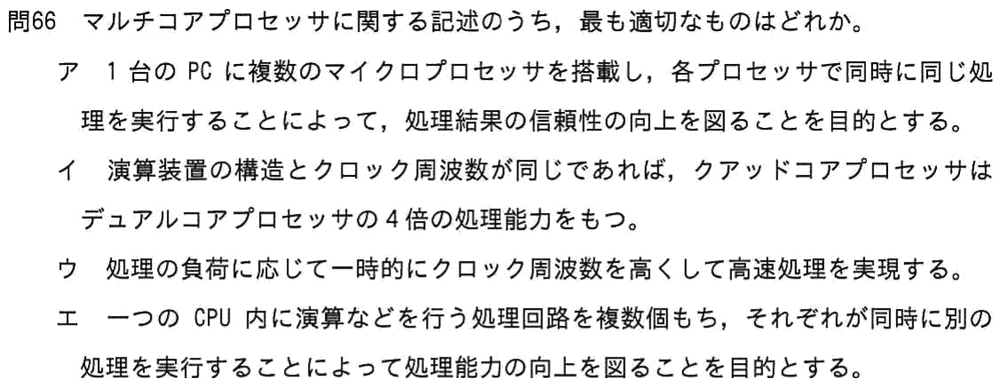 問66 マルチコアプロセッサに関する記述のうち，最も適切なものはどれか。
ア 1台の PC に複数のマイクロプロセッサを搭載し，各プロセッサで同時に同じ処
理を実行することによって，処理結果の信頼性の向上を図ることを目的とする。
イ 演算装置の構造とクロック周波数が同じであれば，クアッドコアプロセッサは
デュアルコアプロセッサの4倍の処理能力をもつ。
ウ 処理の負荷に応じて一時的にクロック周波数を高くして高速処理を実現する。
エ 一つの CPU 内に演算などを行う処理回路を複数個もち，それぞれが同時に別の
処理を実行することによって処理能力の向上を図ることを目的とする。